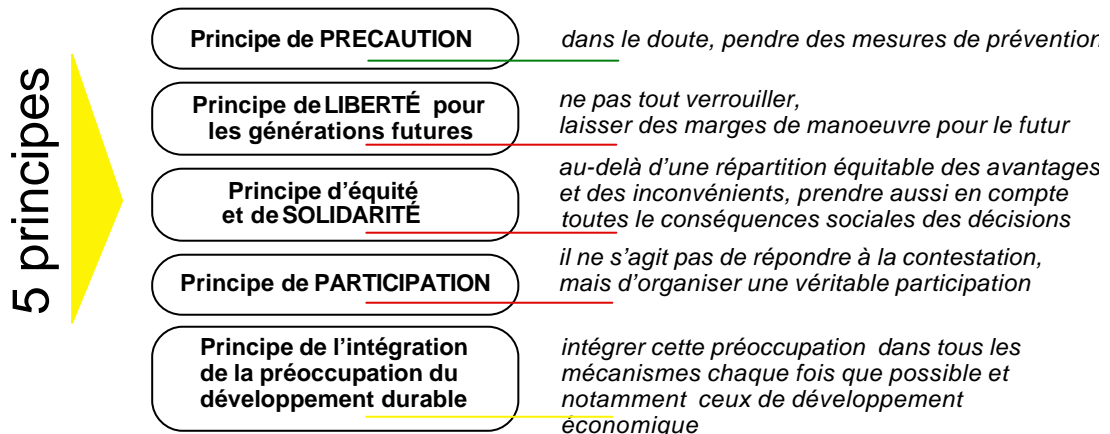 5 principes
Principe de PRECAUTION
dans le doute, pendre des mesures de prévention
Principe de LIBERTÉ pour
les générations futures
ne pas tout verrouiller,
laisser des marges de manoeuvre pour le futur
Principe d'équité
et de SOLIDARITÉ
au-delà d'une répartition équitable des avantages
et des inconvénients, prendre aussi en compte
toutes le conséquences sociales des décisions
Principe de PARTICIPATION
il ne s'agit pas de répondre à la contestation,
mais d'organiser une véritable participation
Principe de l'intégration
de la préoccupation du
développement durable
intégrer cette préoccupation dans tous les
mécanismes chaque fois que possible et
notamment ceux de développement
économique